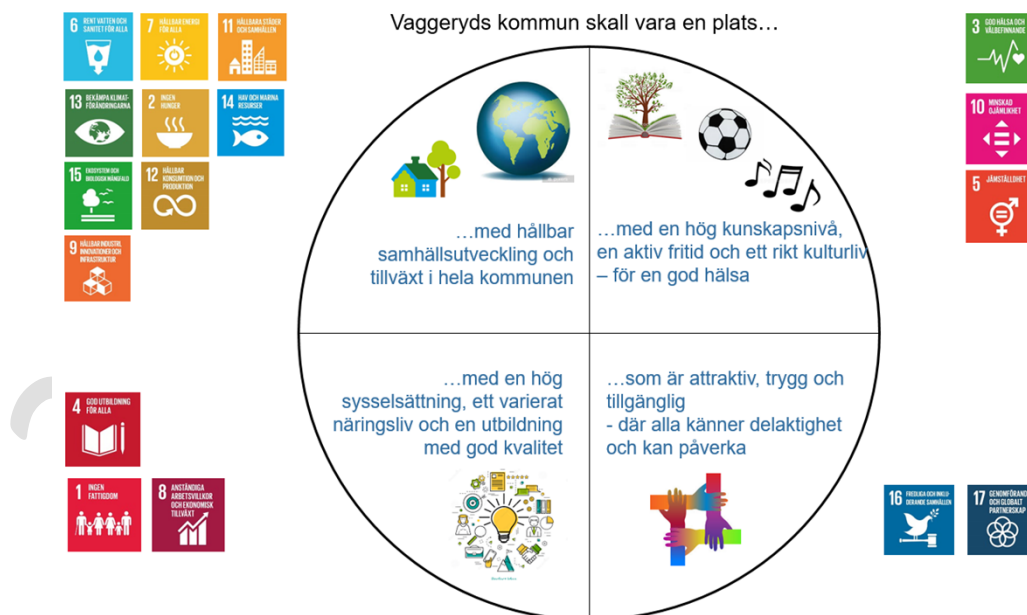 Vaggeryds kommun skall vara en plats…
6 RENT VATTEN OCH
SANITET FÖR ALLA
7 HÅLLBAR ENERGI
FÖR ALLA
11 HÅLLBARA STÄDER
OCH SAMHÄLLEN
13 BEKÄMPA KLIMAT-
FÖRÄNDRINGARNA
2 INGEN
HUNGER
14 HAV OCH MARINA
RESURSER
15 EKOSYSTEM OCH
BIOLOGISK MÅNGFALD
12 HÅLLBAR
KONSUMTION OCH
PRODUKTION
9 HÅLLBAR INDUSTRI,
INNOVATIONER OCH
INFRASTRUKTUR
3 GOD HÄLSA OCH
VÄLBEFINNANDE
10 MINSKAD
OJÄMLIKHET
5 JÄMSTÄLLDHET
…med hållbar
samhällsutveckling och
tillväxt i hela kommunen
…med en hög kunskapsnivå,
en aktiv fritid och ett rikt kulturliv
– för en god hälsa
…med en hög
sysselsättning, ett varierat
näringsliv och en utbildning
med god kvalitet
…som är attraktiv, trygg och
tillgänglig
- där alla känner delaktighet
och kan påverka
4 GOD UTBILDNING
FÖR ALLA
1 INGEN
FATTIGDOM
8 ANSTÄNDIGA
ARBETSVILLKOR
OCH EKONOMISK
TILLVÄXT
16 FREDLIGA OCH INKLU-
DERANDE SAMHÄLLEN
17 GENOMFÖRANDE
OCH GLOBALT
PARTNERSKAP